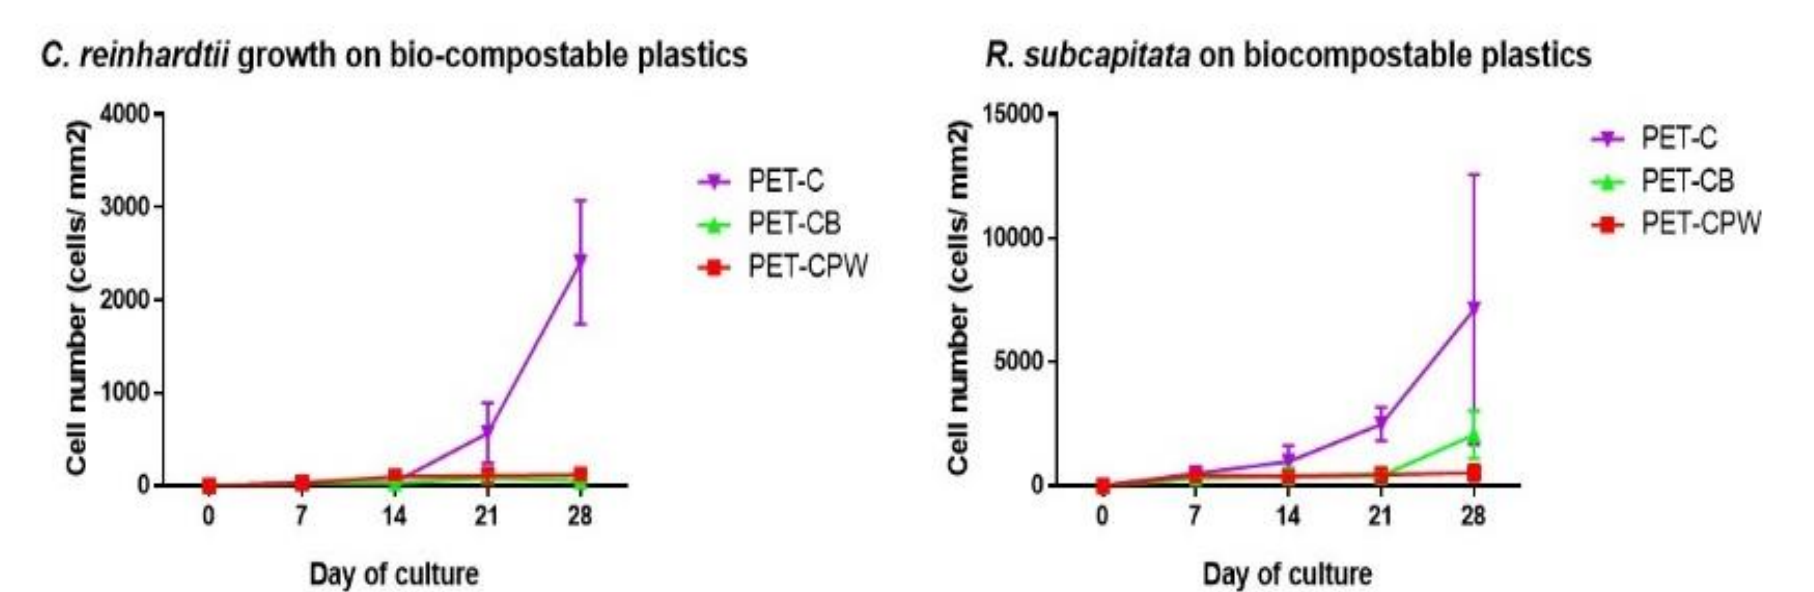 C. reinhardtii growth on bio-compostable plastics
Cell number (cells/ mm2)
4000
3000
2000
1000
0
0 7 14 21 28
Day of culture
PET-C
PET-CB
PET-CPW
R. subcapitata on biocompostable plastics
Cell number (cells/ mm2)
15000
10000
5000
0
0 7 14 21 28
Day of culture
PET-C
PET-CB
PET-CPW